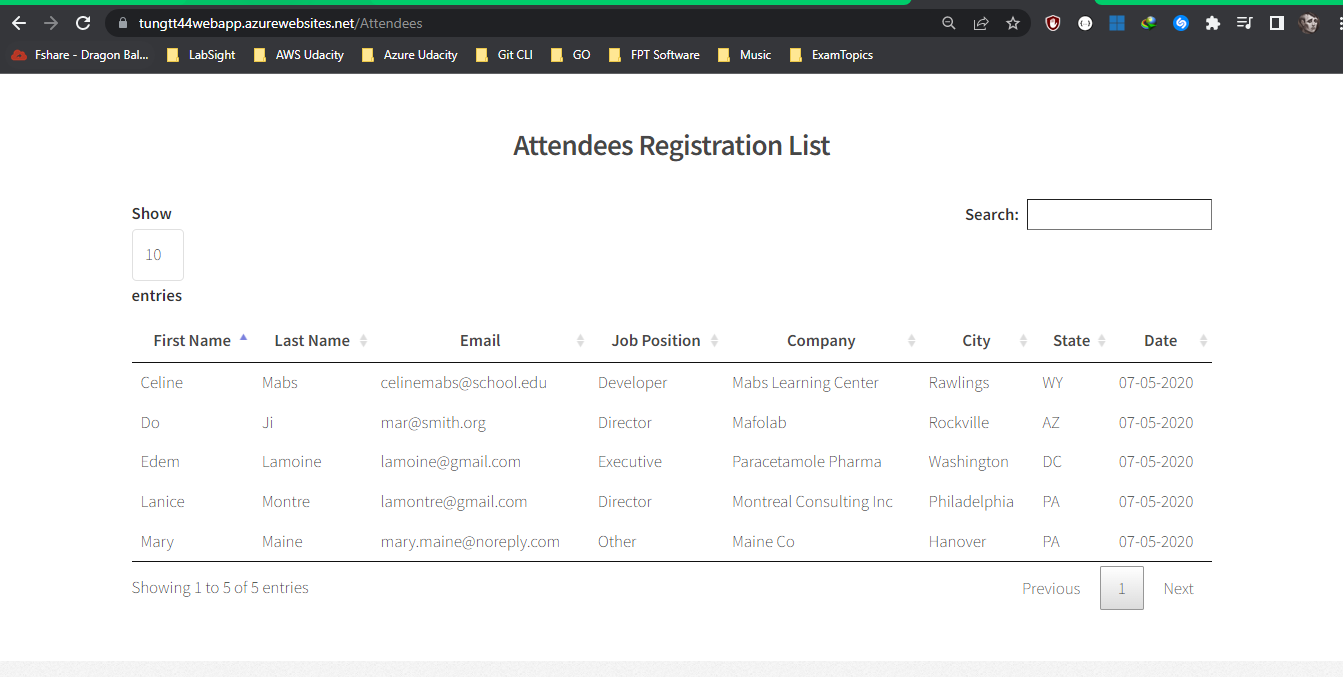 tungtt44webapp.azurewebsites.net/Attendees
Fshare - Dragon Bal... LabSight AWS Udacity Azure Udacity Git CLI GO FPT Software Music ExamTopics
Attendees Registration List
Show
10
entries
Search:
First Name Last Name Email Job Position Company City State Date
Celine Mabs celinemabs@school.edu Developer Mabs Learning Center Rawlings WY 07-05-2020
Do Ji mar@smith.org Director Mafolab Rockville AZ 07-05-2020
Edem Lamoine lamoine@gmail.com Executive Paracetamole Pharma Washington DC 07-05-2020
Lanice Montre lamontre@gmail.com Director Montreal Consulting Inc Philadelphia PA 07-05-2020
Mary Maine mary.maine@noreply.com Other Maine Co Hanover PA 07-05-2020
Showing 1 to 5 of 5 entries
Previous 1 Next